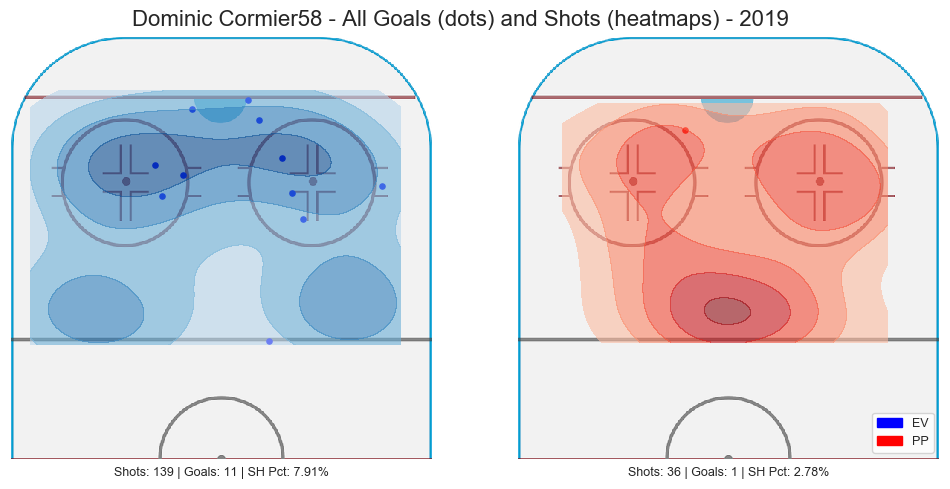 Dominic Cormier58 - All Goals (dots) and Shots (heatmaps) - 2019
EV
PP
Shots: 139 | Goals: 11 | SH Pct: 7.91%
Shots: 36 | Goals: 1 | SH Pct: 2.78%